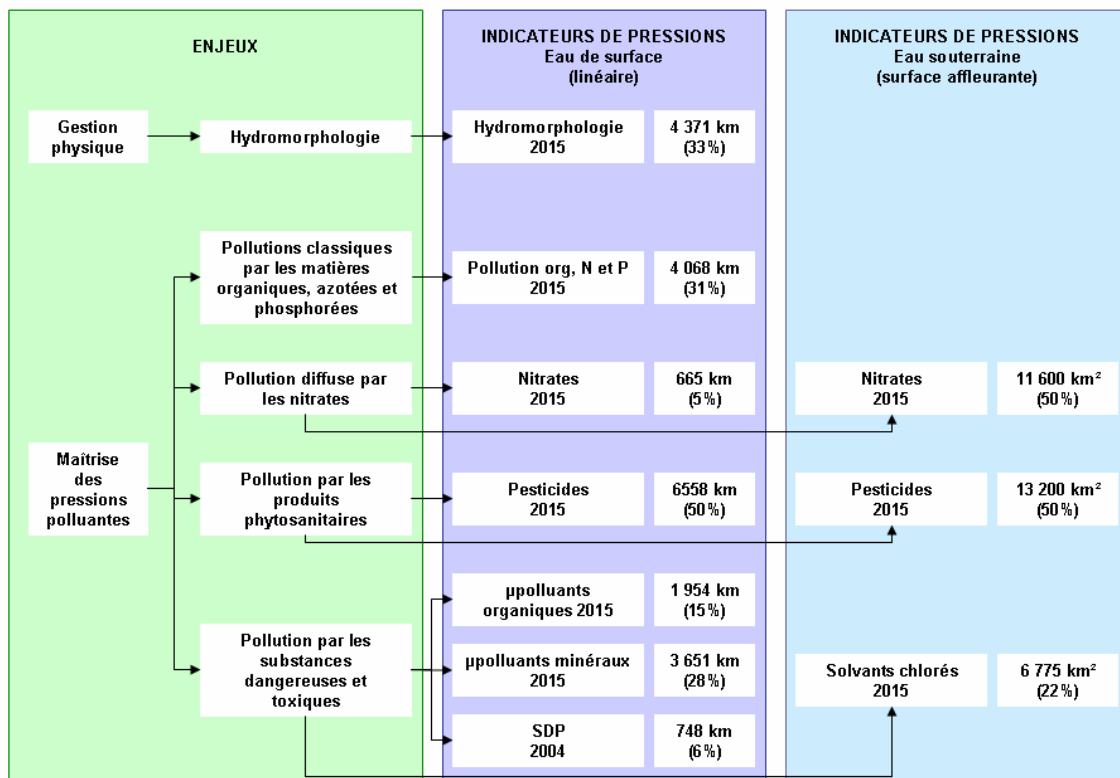 ENJEUX
INDICATEURS DE PRESSIONS
Eau de surface
(linéaire)
INDICATEURS DE PRESSIONS
Eau souterraine
(surface affleurante)
Gestion
physique
Hydromorphologie
Hydromorphologie
2015
4 371 km
(33%)
Pollutions classiques
par les matières
organiques, azotées et
phosphorées
Pollution org, N et P
2015
4 068 km
(31%)
Pollution diffuse par
les nitrates
Nitrates
2015
665 km
(5%)
Nitrates
2015
11 600 km²
(50%)
Maîtrise
des
pressions
polluantes
Pollution par les
produits
phytosanitaires
Pesticides
2015
6558 km
(50%)
Pesticides
2015
13 200 km²
(50%)
Pollution par les
substances
dangereuses et
toxiques
µpolluants
organiques 2015
1 954 km
(15%)
µpolluants minéraux
2015
3 651 km
(28%)
SDP
2004
748 km
(6%)
Solvants chlorés
2015
6 775 km²
(22%)